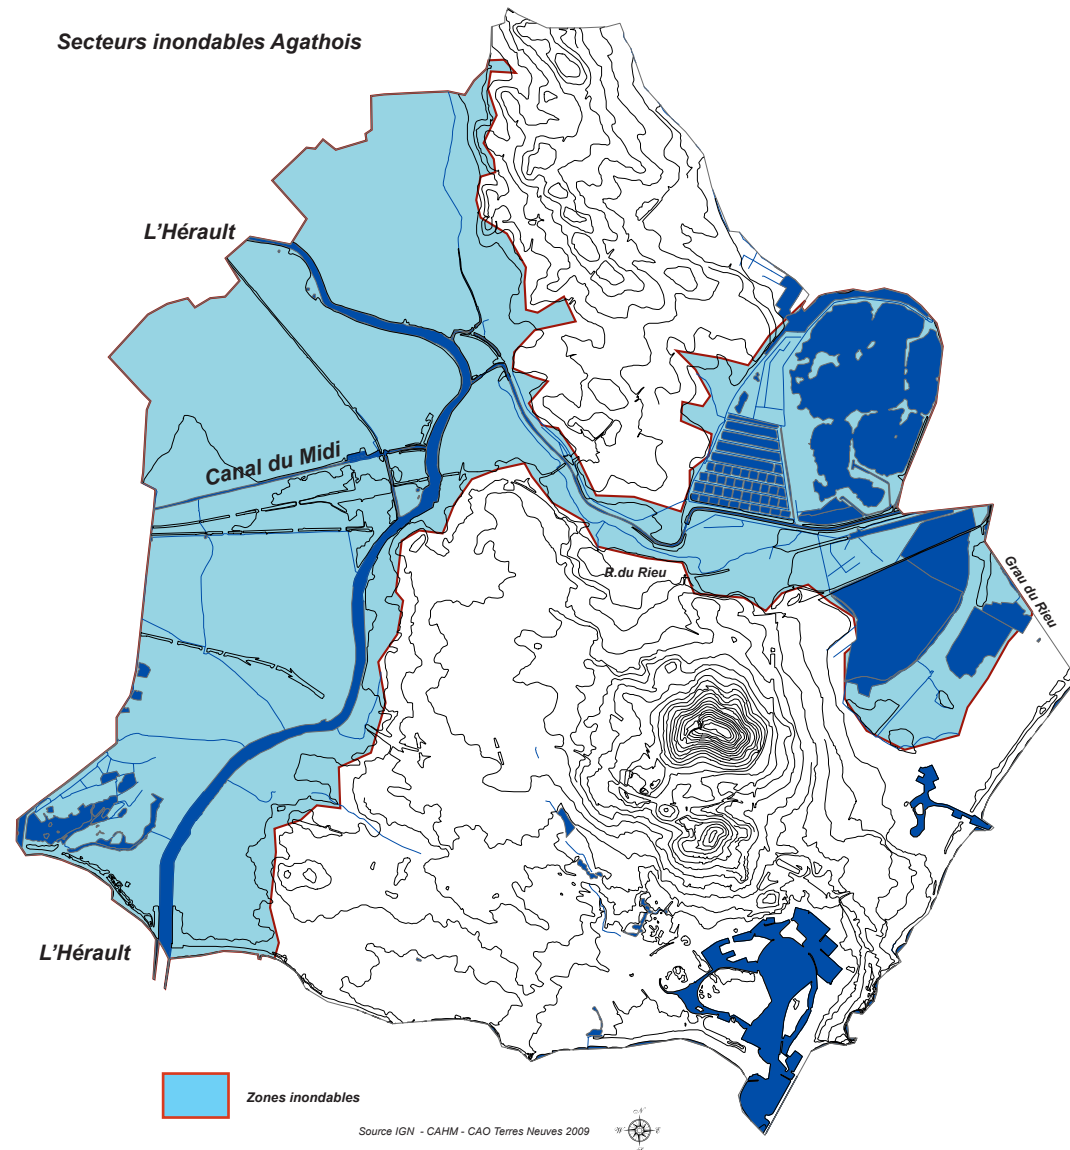 Secteurs inondables Agathois
L'Hérault
Canal du Midi
R.du Rieu
Grau du Rieu
L'Hérault
Zones inondables
Source IGN - CAHM - CAO Terres Neuves 2009